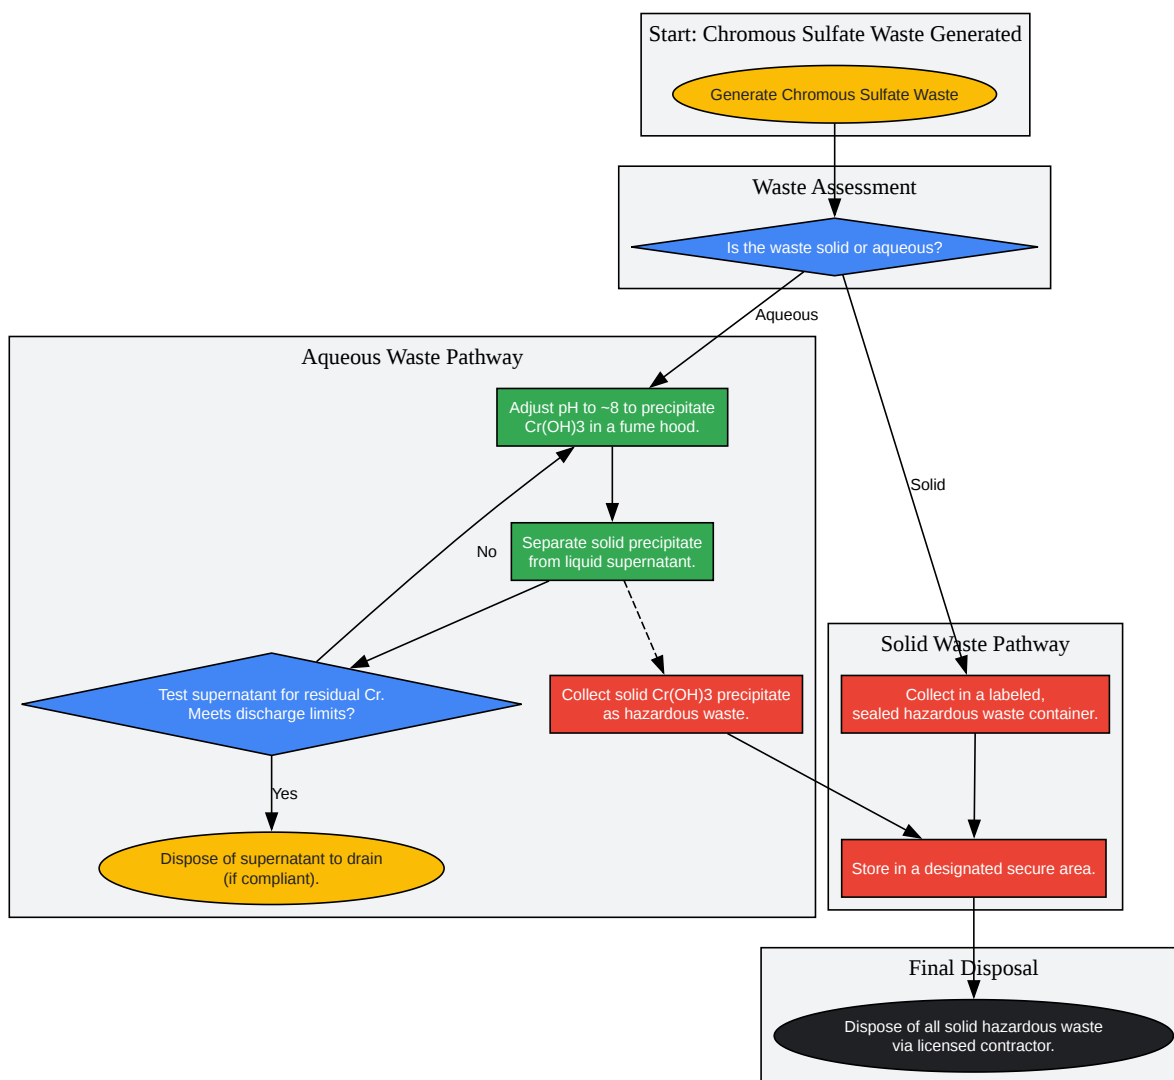 Start: Chromous Sulfate Waste Generated
Generate Chromous Sulfate Waste
Waste Assessment
Is the waste solid or aqueous?
Aqueous
Aqueous Waste Pathway
Adjust pH to ~8 to precipitate
Cr(OH)3 in a fume hood.
Solid
No
Separate solid precipitate
from liquid supernatant.
Solid Waste Pathway
Test supernatant for residual Cr.
Meets discharge limits?
Collect solid Cr(OH)3 precipitate
as hazardous waste.
Collect in a labeled,
sealed hazardous waste container.
Yes
Dispose of supernatant to drain
(if compliant).
Store in a designated secure area.
Final Disposal
Dispose of all solid hazardous waste
via licensed contractor.